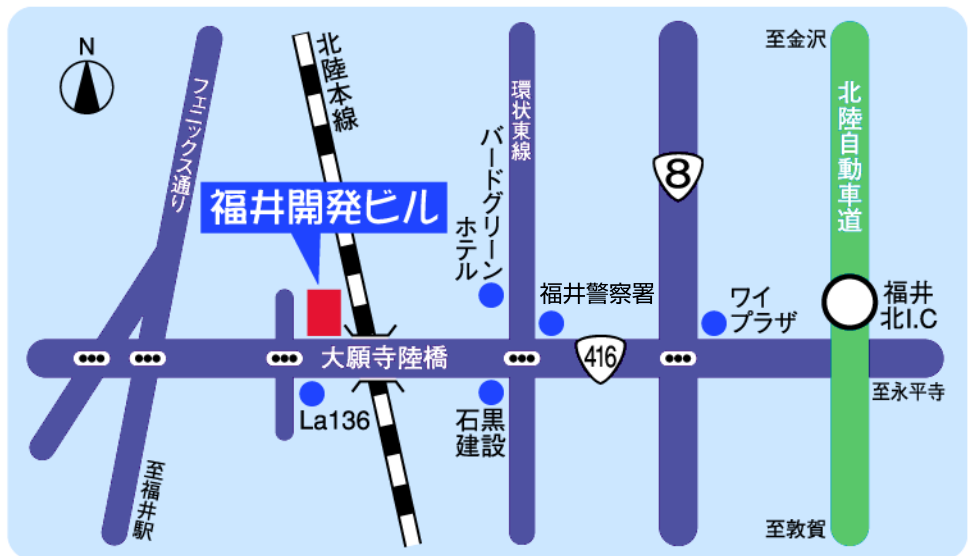 N
フェニックス通り
北陸本線
福井開発ビル
環状東線
バードグリーン
ホテル
8
至金沢
北陸自動車道
福井警察署
ワイ
プラザ
福井
北I.C
大願寺陸橋
416
La136
石黒
建設
至永平寺
至福井駅
至敦賀